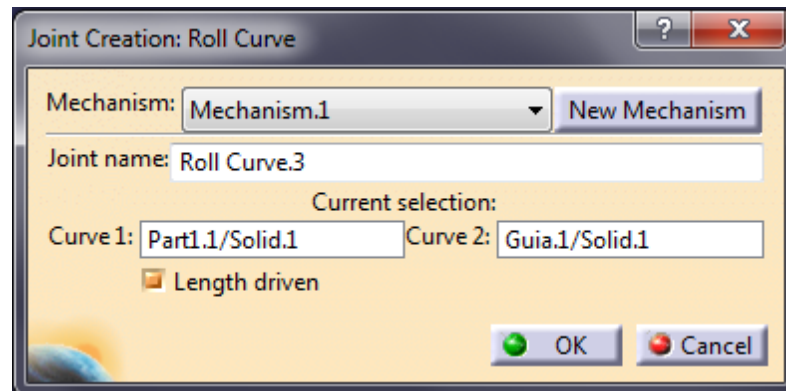 Joint Creation: Roll Curve
Mechanism: Mechanism.1 New Mechanism
Joint name: Roll Curve.3
Current selection:
Curve 1: Part1.1/Solid.1 Curve 2: Guia.1/Solid.1
Length driven
OK Cancel